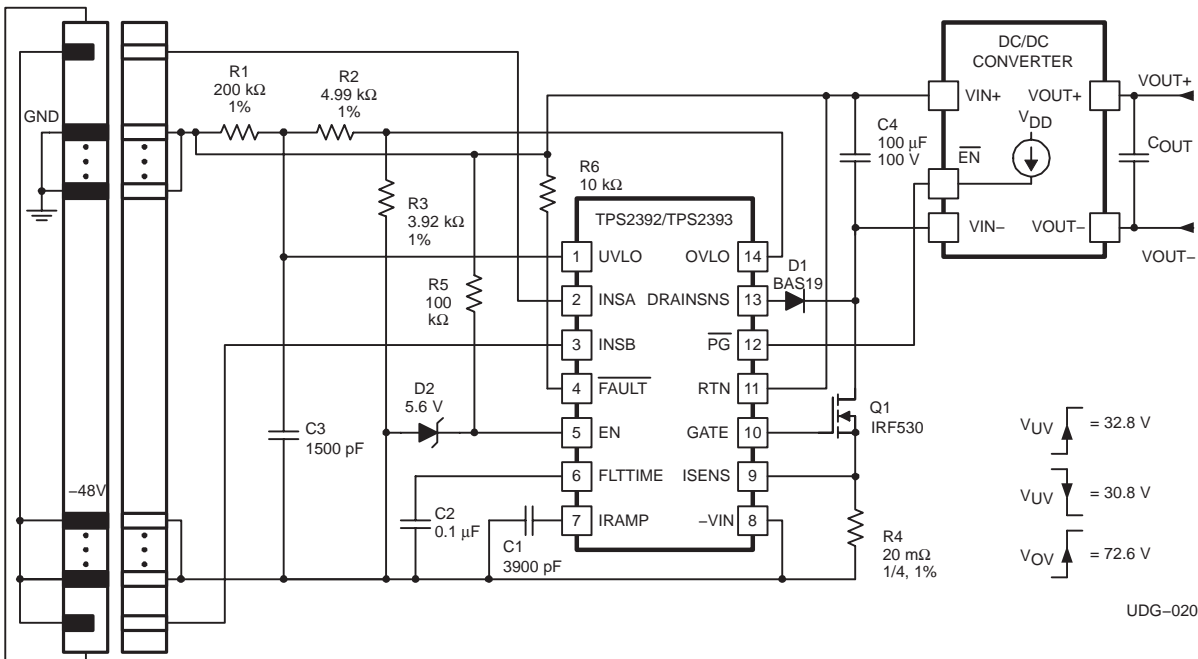 DC/DC
CONVERTER
VIN+
VOUT+
VDD
EN
VIN–
VOUT–
VOUT+
COUT
VOUT–
GND
R1
200 kΩ
1%
R2
4.99 kΩ
1%
C4
100 µF
100 V
R6
10 kΩ
R3
3.92 kΩ
1%
R5
100
kΩ
TPS2392/TPS2393
1
UVLO
OVLO
14
2
INSA
DRAINSNS
13
3
INSB
PG
12
4
FAULT
RTN
11
5
EN
GATE
10
6
FLTTIME
ISENS
9
7
IRAMP
-VIN
8
D1
BAS19
D2
5.6 V
Q1
IRF530
C3
1500 pF
–48V
C2
0.1 µF
C1
3900 pF
R4
20 mΩ
1/4, 1%
VUV = 32.8 V
VUV = 30.8 V
VOV = 72.6 V
UDG–020